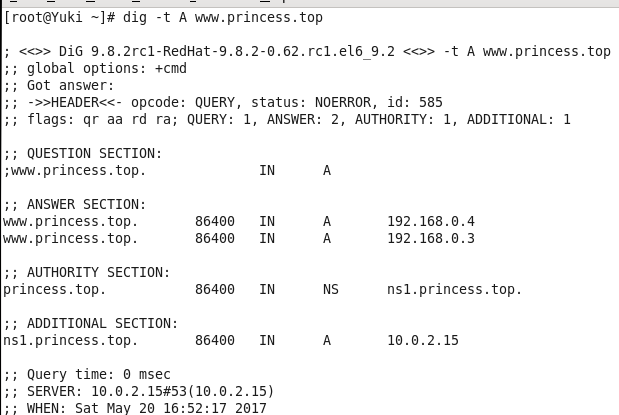 [root@Yuki ~]# dig -t A www.princess.top
; <<>> DiG 9.8.2rc1-RedHat-9.8.2-0.62.rc1.el6_9.2 <<>> -t A www.princess.top
;; global options: +cmd
;; Got answer:
;; ->>HEADER<<- opcode: QUERY, status: NOERROR, id: 585
;; flags: qr aa rd ra; QUERY: 1, ANSWER: 2, AUTHORITY: 1, ADDITIONAL: 1
;; QUESTION SECTION:
;www.princess.top. IN A
;; ANSWER SECTION:
www.princess.top. 86400 IN A 192.168.0.4
www.princess.top. 86400 IN A 192.168.0.3
;; AUTHORITY SECTION:
princess.top. 86400 IN NS ns1.princess.top.
;; ADDITIONAL SECTION:
ns1.princess.top. 86400 IN A 10.0.2.15
;; Query time: 0 msec
;; SERVER: 10.0.2.15#53(10.0.2.15)
;; WHEN: Sat May 20 16:52:17 2017